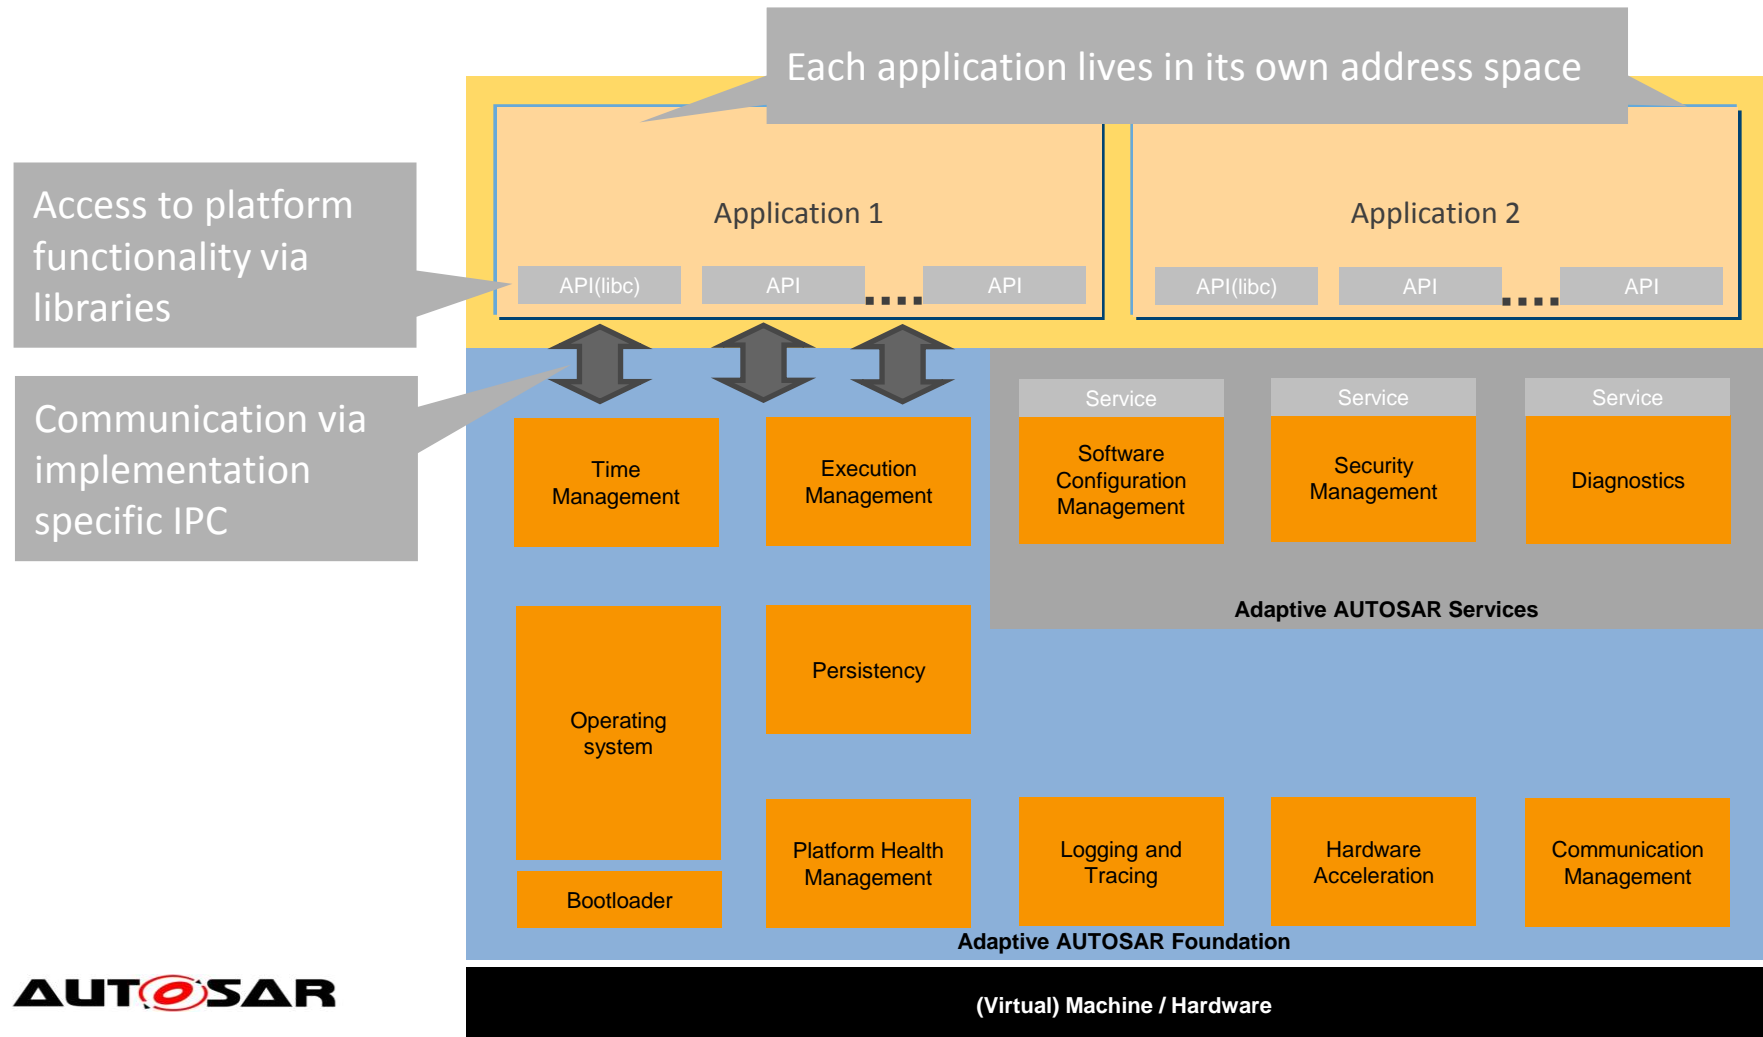 Each application lives in its own address space
Access to platform
functionality via
libraries
Application 1
Application 2
API(libc)
API
API
API(libc)
API
API
Communication via
implementation
specific IPC
Service
Service
Service
Time
Management
Execution
Management
Software
Configuration
Management
Security
Management
Diagnostics
Adaptive AUTOSAR Services
Operating
system
Persistency
Bootloader
Platform Health
Management
Logging and
Tracing
Hardware
Acceleration
Communication
Management
Adaptive AUTOSAR Foundation
AUTOSAR
(Virtual) Machine / Hardware